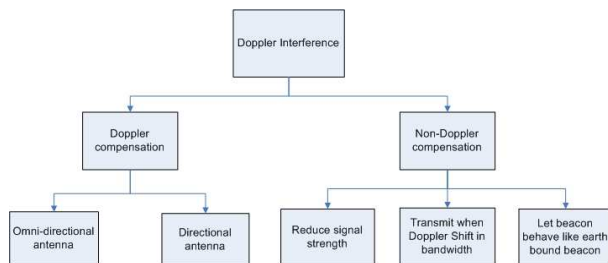 Doppler Interference
Doppler
compensation
Non-Doppler
compensation
Omni-directional
antenna
Directional
antenna
Reduce signal
strength
Transmit when
Doppler Shift in
bandwidth
Let beacon
behave like earth
bound beacon